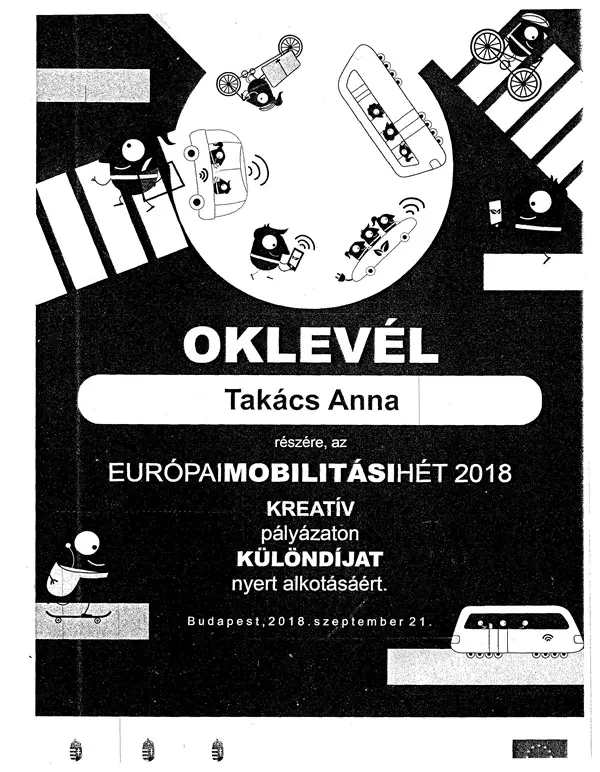 OKLEVÉL
Takács Anna
részére, az
EURÓPAIMOBILITÁSIHÉT 2018
KREATÍV
pályázaton
KÜLÖNDÍJAT
nyert alkotásáért.
Budapest, 2018. szeptember 21.